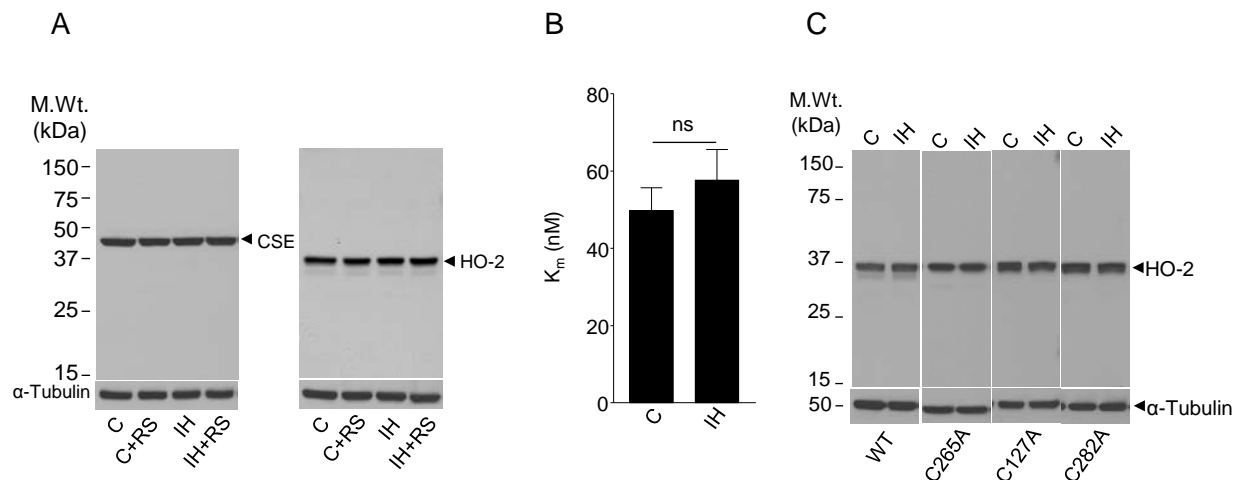 A
B
C
M.Wt.
(kDa)
150
75
50
37
25
15
α-Tubulin
CSE
HO-2
C
C+RS
IH
IH+RS
C
C+RS
IH
IH+RS
80
60
40
20
0
Km (nM)
ns
C
IH
M.Wt.
(kDa)
C
IH
C
IH
C
IH
C
IH
150
75
37
25
15
50
HO-2
α-Tubulin
WT
C265A
C127A
C282A